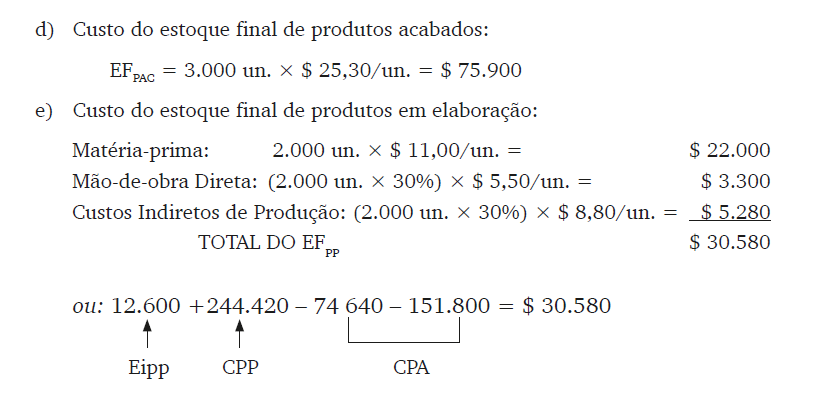 d) Custo do estoque final de produtos acabados:
EF PAC = 3.000 un. × $ 25,30/un. = $ 75.900
e) Custo do estoque final de produtos em elaboração:
Matéria-prima: 2.000 un. × $ 11,00/un. = $ 22.000
Mão-de-obra Direta: (2.000 un. × 30%) × $ 5,50/un. = $ 3.300
Custos Indiretos de Produção: (2.000 un. × 30%) × $ 8,80/un. = $ 5.280
TOTAL DO EF PP $ 30.580
ou: 12.600 +244.420 – 74 640 – 151.800 = $ 30.580
Eipp CPP CPA